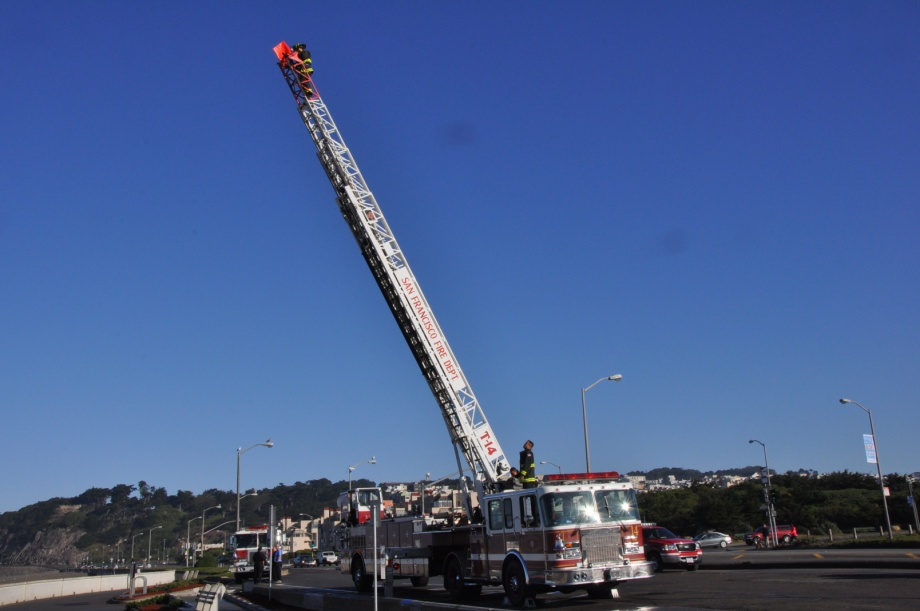 SAN FRANCISCO FIRE DEPT
T-14